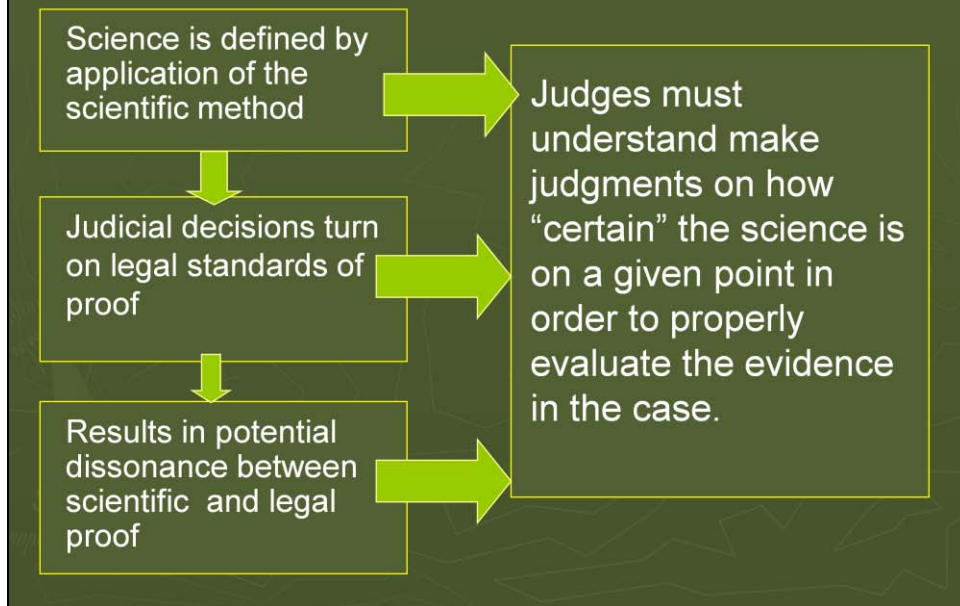 Science is defined by
application of the
scientific method
Judicial decisions turn
on legal standards of
proof
Results in potential
dissonance between
scientific and legal
proof
Judges must
understand make
judgments on how
“certain” the science is
on a given point in
order to properly
evaluate the evidence
in the case.